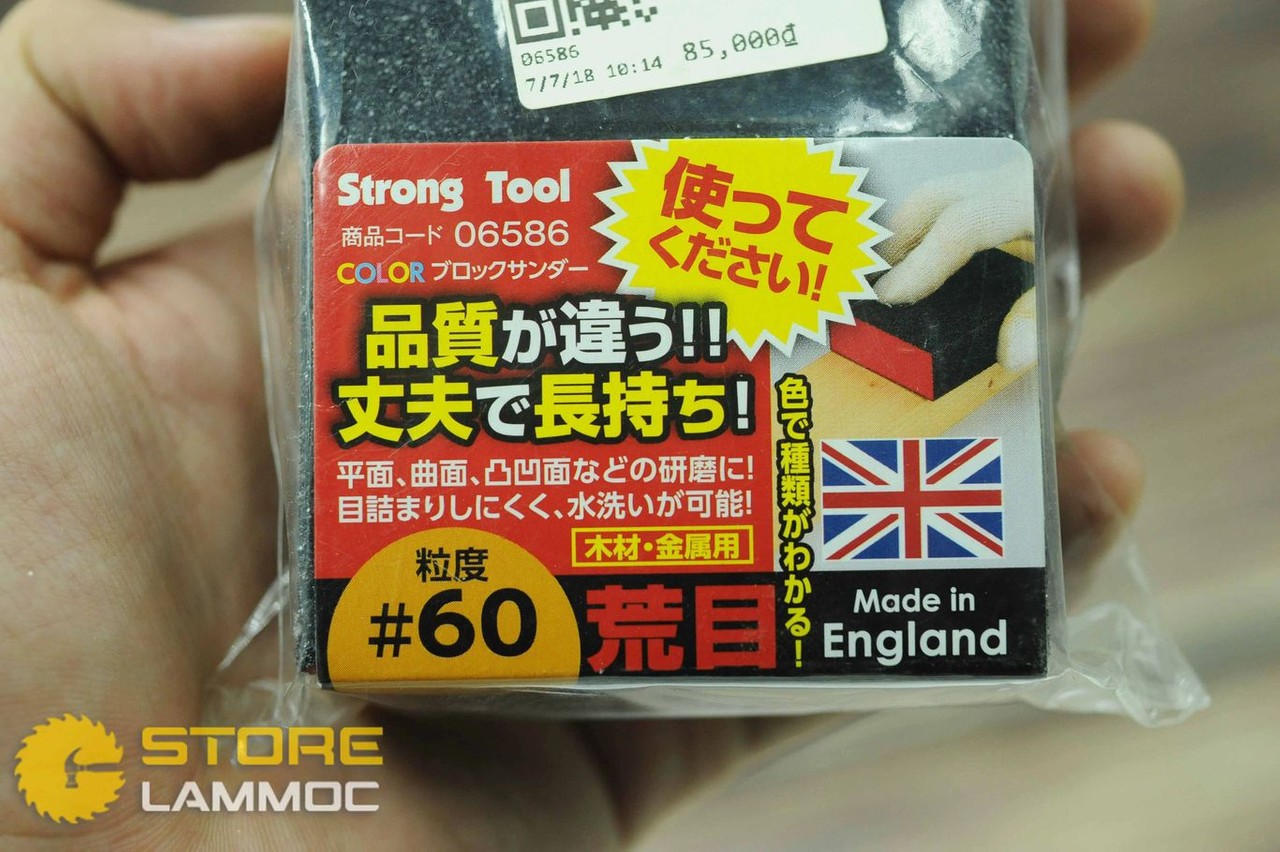 06586
7/7/18 10:14 85,000₫
Strong Tool
商品コード 06586
COLOR ブロックサンダー
使って
ください!
品質が違う!!
丈夫で長持ち!
平面、曲面、凸凹面などの研磨に!
目詰まりしにくく、水洗いが可能!
木材・金属用
色で種類がわかる!
粒度
#60
荒目
Made in
England
STORE
LAMMOC